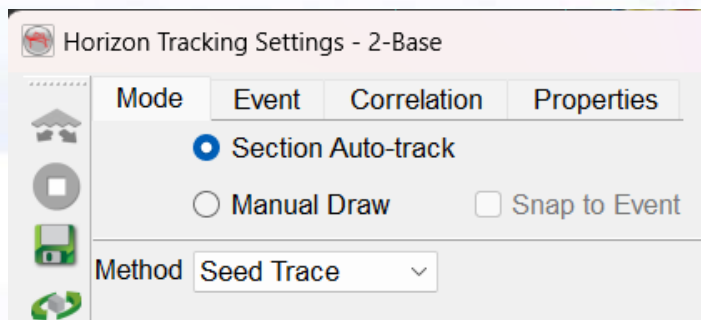 Horizon Tracking Settings - 2-Base
Mode Event Correlation Properties
Section Auto-track
Manual Draw Snap to Event
Method Seed Trace